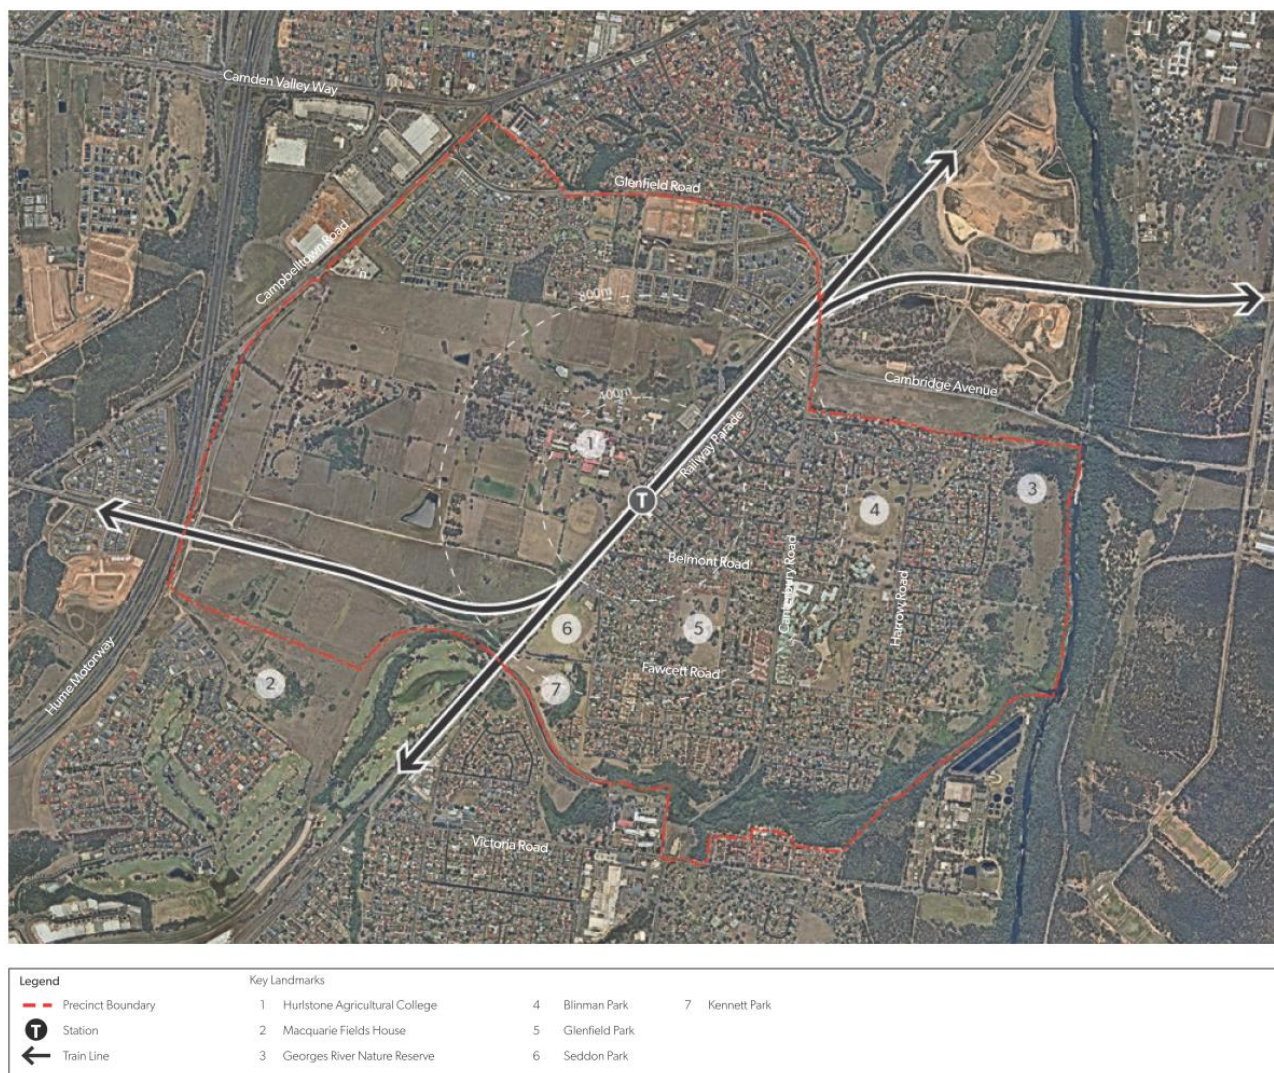 Camden Valley Way
Glenfield Road
Campbelltown Road
800m
400m
Cambridge Avenue
Railway Parade
1
T
3
4
Belmont Road
Canterbury Road
Harrow Road
6
5
Fawcett Road
2
7
Hume Motorway
Victoria Road
Legend
Precinct Boundary
T Station
Train Line
Key Landmarks
1 Hurlstone Agricultural College
2 Macquarie Fields House
3 Georges River Nature Reserve
4 Blinman Park
5 Glenfield Park
6 Seddon Park
7 Kennett Park